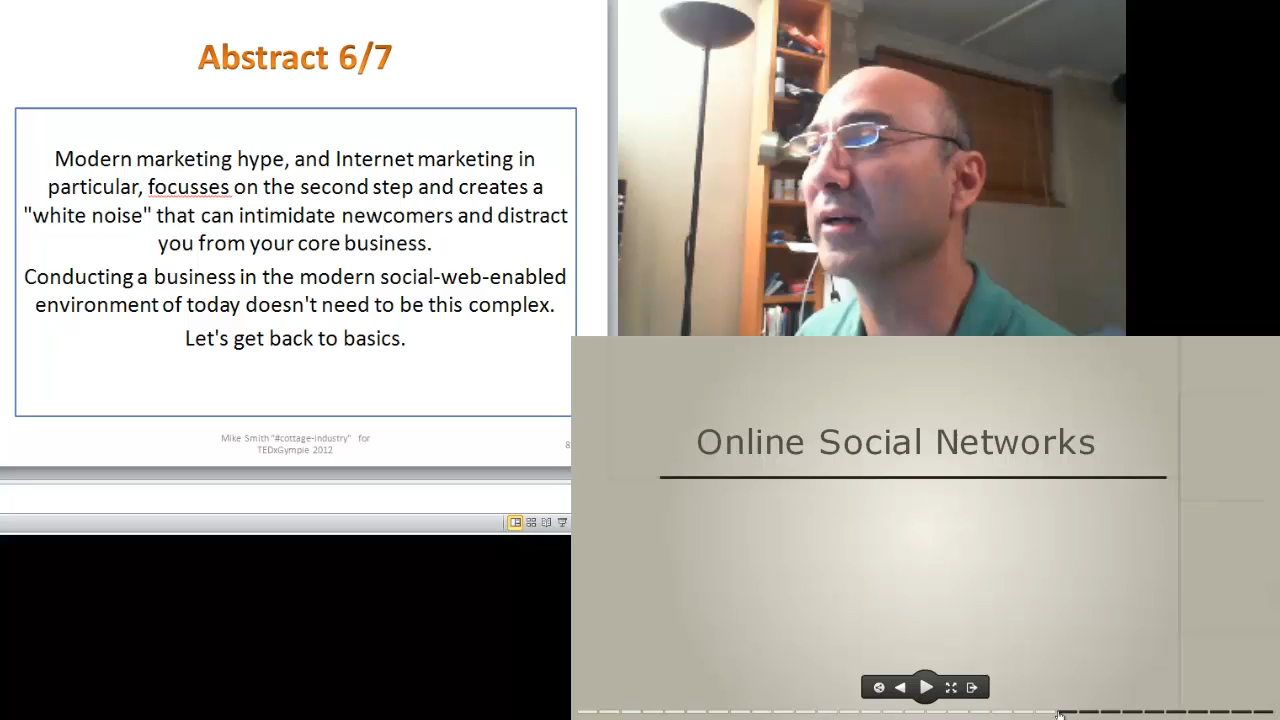 Abstract 6/7
Modern marketing hype, and Internet marketing in
particular, focusses on the second step and creates a
"white noise" that can intimidate newcomers and distract
you from your core business.
Conducting a business in the modern social-web-enabled
environment of today doesn't need to be this complex.
Let's get back to basics.
Mike Smith "#cottage-industry" for
TEDxGympie 2012
8
Online Social Networks